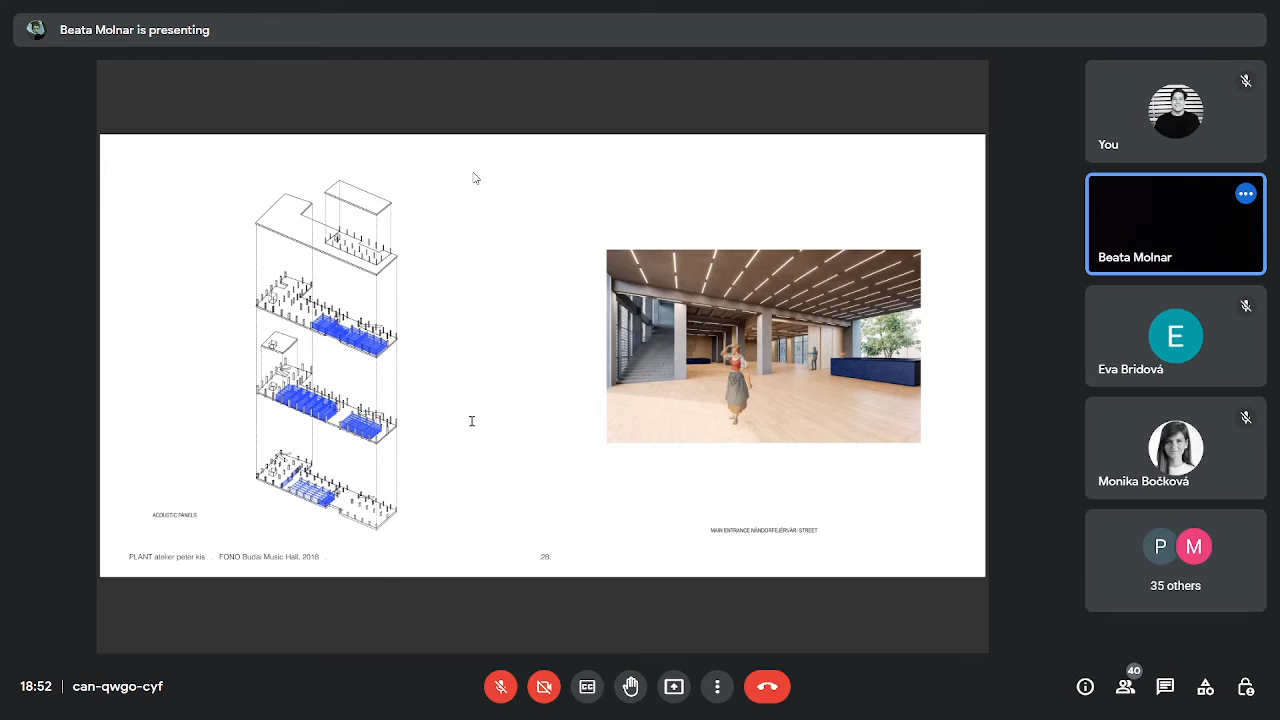 Beata Molnar is presenting
You
Beata Molnar
Eva Bridová
E
Monika Bočková
P M
35 others
ACOUSTIC PANELS
MAIN ENTRANCE NÁNDORFEJÉRVÁRI STREET
PLANT atelier peter kis . FONO Budai Music Hall, 2018 .
.28.
18:52 | can-qwgo-cyf
CC
40